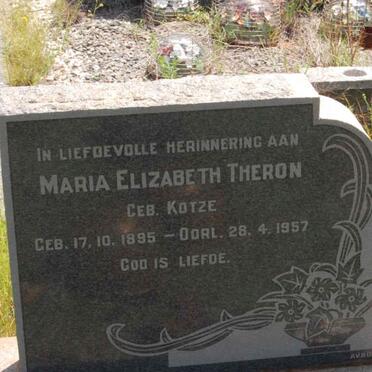 IN LIEFDEVOLLE HERINNERING AAN
MARIA ELIZABETH THERON
GEB. KOTZE
GEB. 17. 10. 1895 – OORL. 28. 4. 1957
GOD IS LIEFDE.